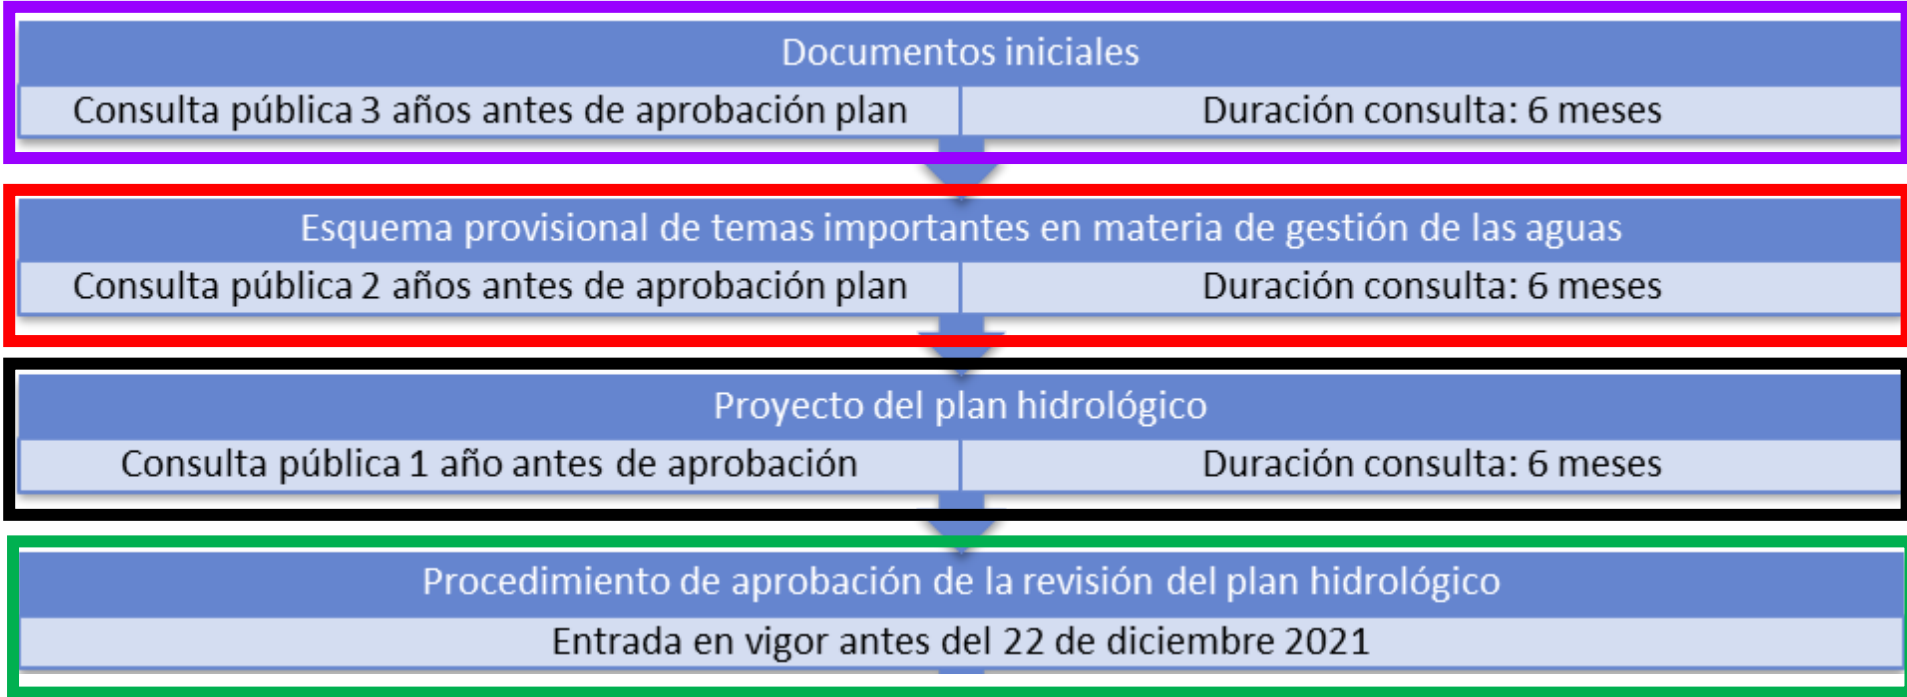 Documentos iniciales
Consulta pública 3 años antes de aprobación plan
Duración consulta: 6 meses
Esquema provisional de temas importantes en materia de gestión de las aguas
Consulta pública 2 años antes de aprobación plan
Duración consulta: 6 meses
Proyecto del plan hidrológico
Consulta pública 1 año antes de aprobación
Duración consulta: 6 meses
Procedimiento de aprobación de la revisión del plan hidrológico
Entrada en vigor antes del 22 de diciembre 2021